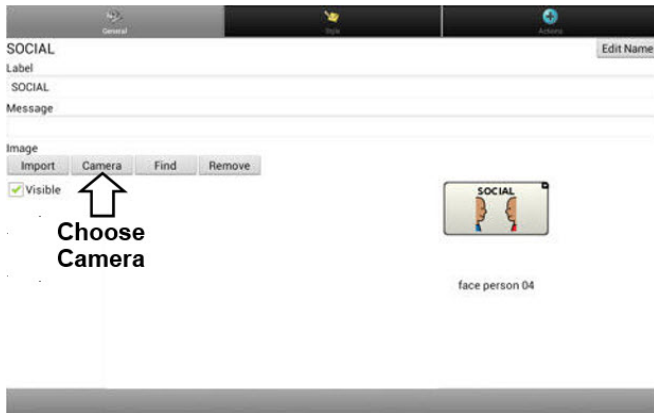 General
Style
Actions
SOCIAL
Edit Name
Label
SOCIAL
Message
Image
Import Camera Find Remove
Visible
SOCIAL
Choose
Camera
face person 04